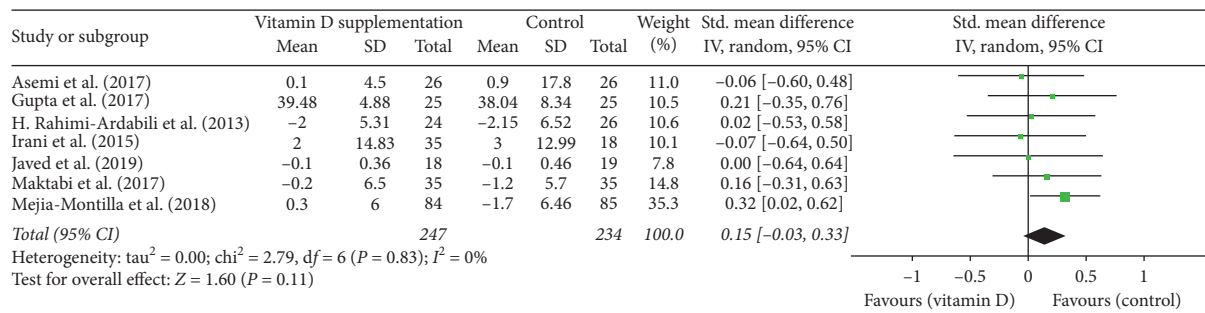 Study or subgroup Vitamin D supplementation Control Weight (%) Std. mean difference IV, random, 95% CI Std. mean difference IV, random, 95% CI
Mean SD Total Mean SD Total
Asemi et al. (2017) 0.1 4.5 26 0.9 17.8 26 11.0 –0.06 [–0.60, 0.48]
Gupta et al. (2017) 39.48 4.88 25 38.04 8.34 25 10.5 0.21 [–0.35, 0.76]
H. Rahimi-Ardabili et al. (2013) –2 5.31 24 –2.15 6.52 26 10.6 0.02 [–0.53, 0.58]
Irani et al. (2015) 2 14.83 35 3 12.99 18 10.1 –0.07 [–0.64, 0.50]
Javed et al. (2019) –0.1 0.36 18 –0.1 0.46 19 7.8 0.00 [–0.64, 0.64]
Maktabi et al. (2017) –0.2 6.5 35 –1.2 5.7 35 14.8 0.16 [–0.31, 0.63]
Mejia-Montilla et al. (2018) 0.3 6 84 –1.7 6.46 85 35.3 0.32 [0.02, 0.62]
Total (95% CI) 247 234 100.0 0.15 [–0.03, 0.33]
Heterogeneity: tau² = 0.00; chi² = 2.79, df = 6 (P = 0.83); I² = 0%
Test for overall effect: Z = 1.60 (P = 0.11)
–1 –0.5 0 0.5 1
Favours (vitamin D) Favours (control)